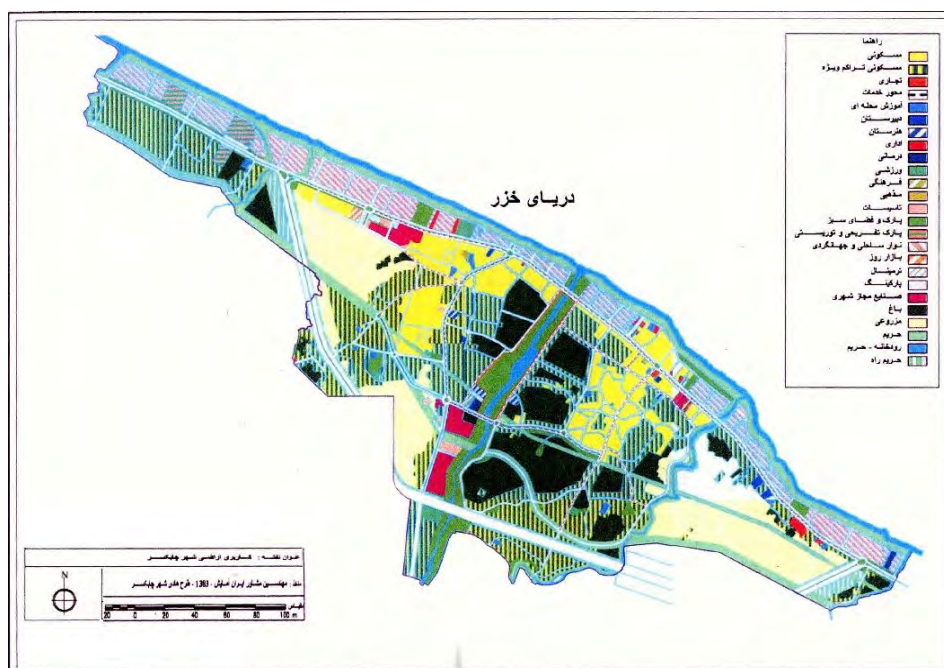 راهنما
مسکونی
مسکونی تراکم ویژه
تجاری
محور خدمات
آموزش محله ای
دبیرستان
هنرستان
اداری
درمانی
ورزشی
فرهنگی
مذهبی
تاسیسات
پارک و فضای سبز
پارک تفریحی و توریستی
نوار ساحلی و جهانگردی
بازار روز
ترمینال
پارکینگ
صنایع مجاز شهری
باغ
مزروعی
حریم
رودخانه - حریم
حریم راه
دریای خزر
عنوان نقشه : کاربری اراضی شهر چابکسر
ماخذ : مهندسین مشاور ایران آمایش - 1383 - طرح هادی شهر چابکسر
N
مقیاس
20 0 20 40 60 80 100 m